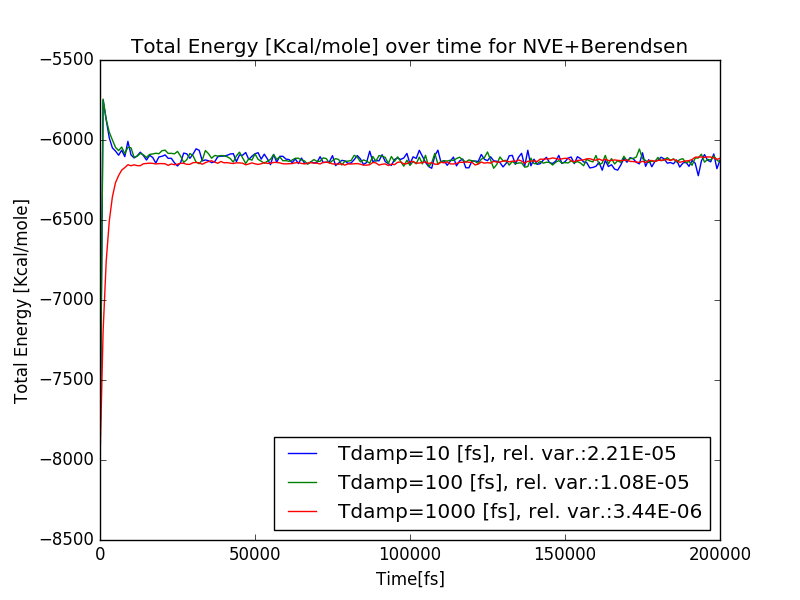 Total Energy [Kcal/mole] over time for NVE+Berendsen
Total Energy [Kcal/mole]
−5500
−6000
−6500
−7000
−7500
−8000
−8500
Tdamp=10 [fs], rel. var.:2.21E-05
Tdamp=100 [fs], rel. var.:1.08E-05
Tdamp=1000 [fs], rel. var.:3.44E-06
0
50000
100000
150000
200000
Time[fs]